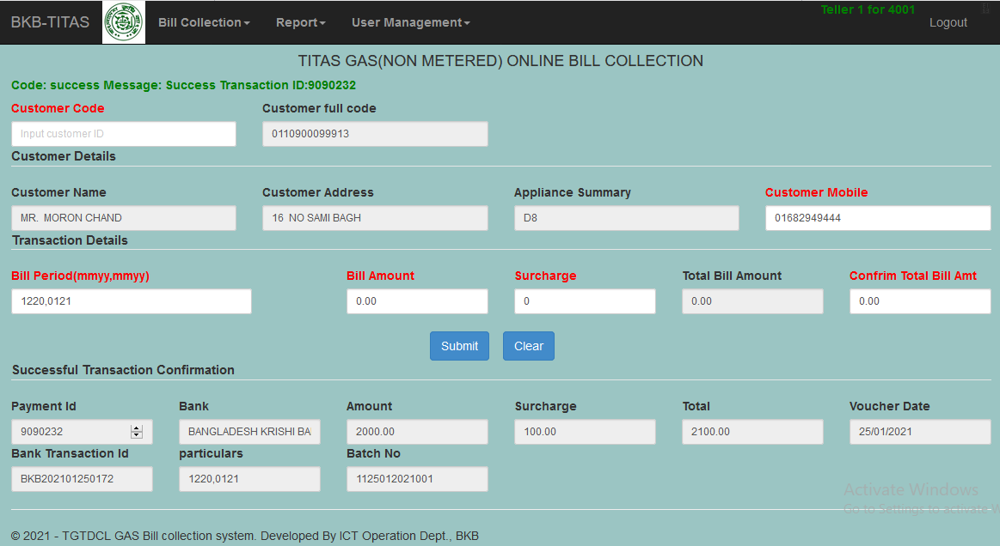 BKB-TITAS Bill Collection Report User Management Teller 1 for 4001 Logout
TITAS GAS(NON METERED) ONLINE BILL COLLECTION
Code: success Message: Success Transaction ID:9090232
Customer Code Customer full code
Input customer ID 0110900099913
Customer Details
Customer Name Customer Address Appliance Summary Customer Mobile
MR. MORON CHAND 16 NO SAMI BAGH D8 01682949444
Transaction Details
Bill Period(mmyy,mmyy) Bill Amount Surcharge Total Bill Amount Confrim Total Bill Amt
1220,0121 0.00 0 0.00 0.00
Submit Clear
Successful Transaction Confirmation
Payment Id Bank Amount Surcharge Total Voucher Date
9090232 BANGLADESH KRISHI BA 2000.00 100.00 2100.00 25/01/2021
Bank Transaction Id particulars Batch No
BKB202101250172 1220,0121 1125012021001
Activate Windows
Go to Settings to activate W
© 2021 - TGTDCL GAS Bill collection system. Developed By ICT Operation Dept., BKB